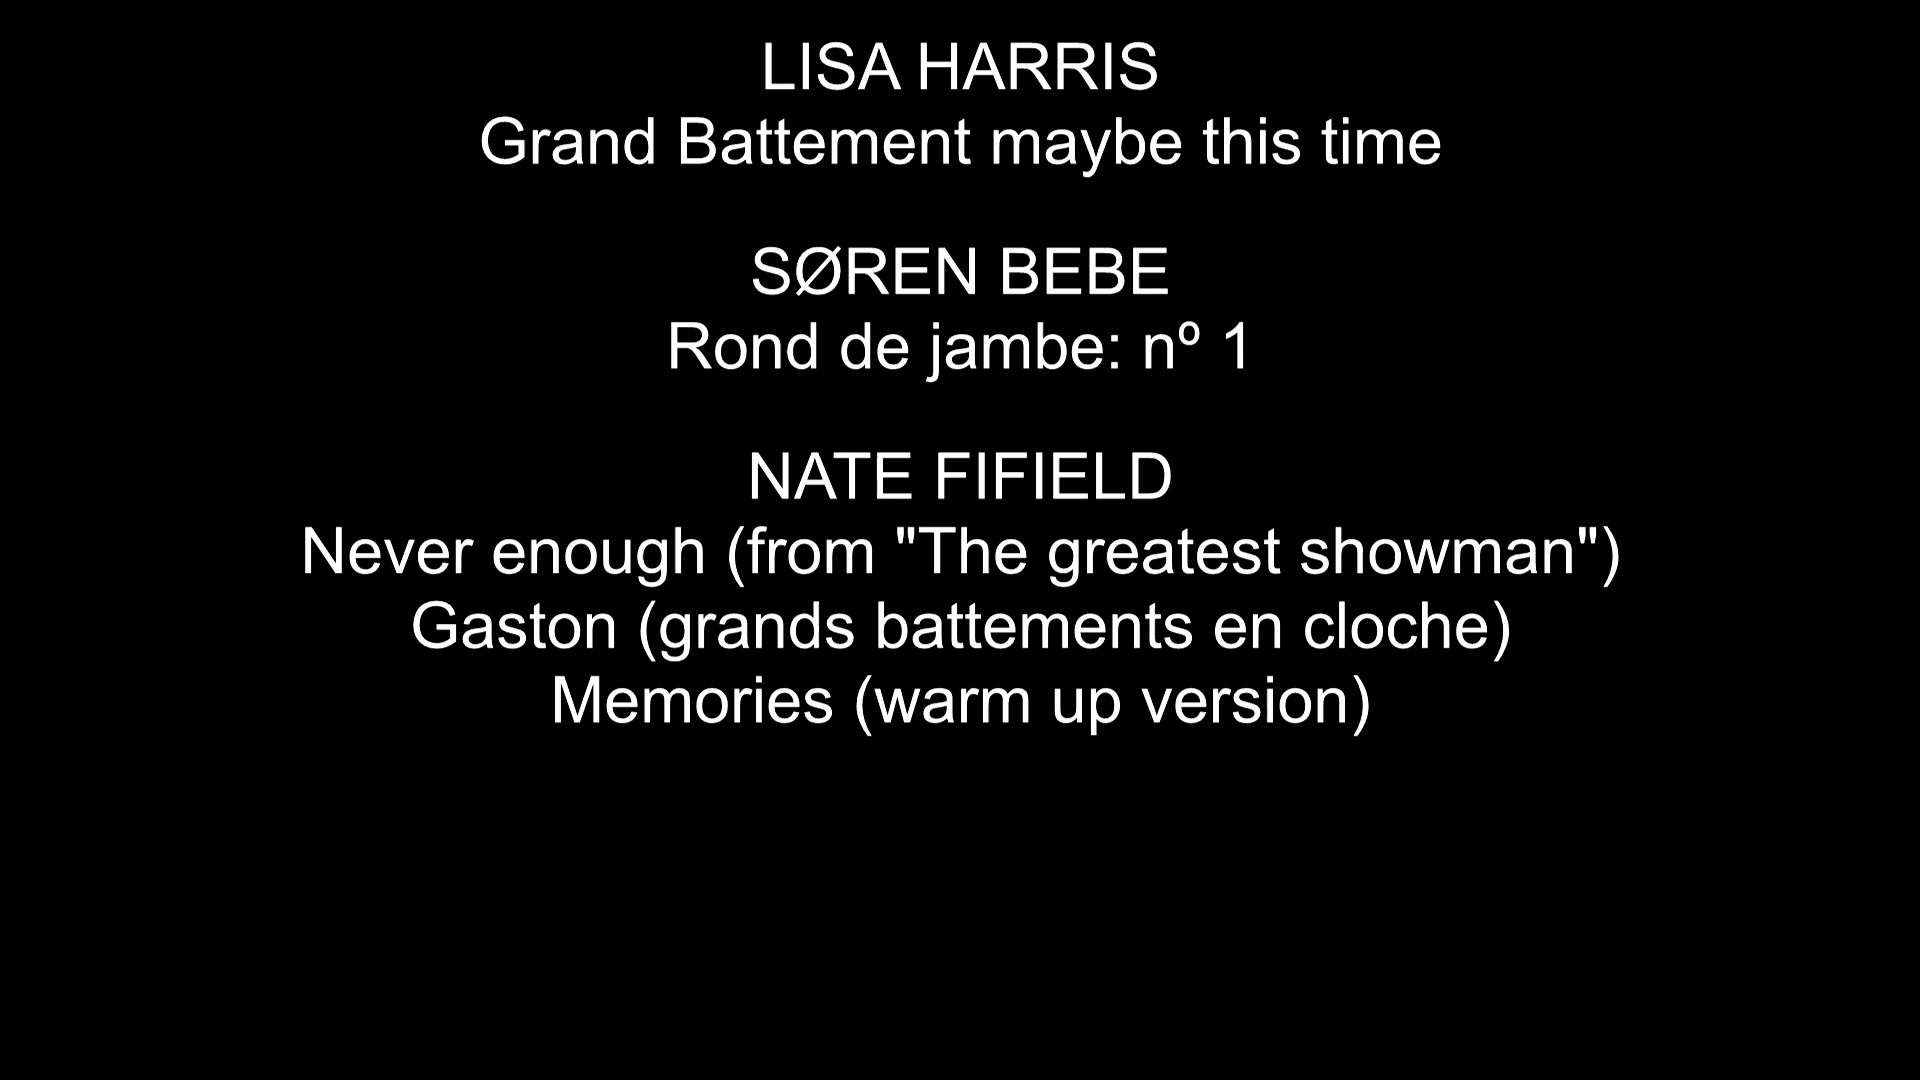 LISA HARRIS
Grand Battement maybe this time
SØREN BEBE
Rond de jambe: nº 1
NATE FIFIELD
Never enough (from "The greatest showman")
Gaston (grands battements en cloche)
Memories (warm up version)